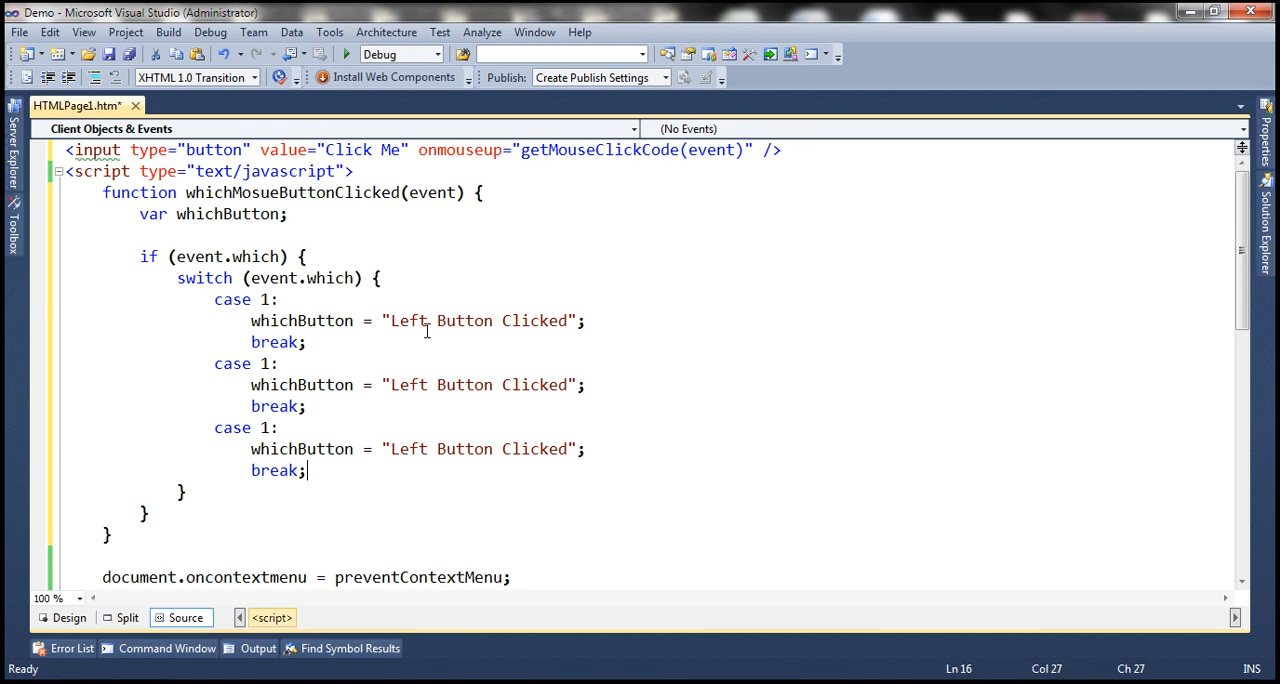 Demo - Microsoft Visual Studio (Administrator)
File Edit View Project Build Debug Team Data Tools Architecture Test Analyze Window Help
Debug
XHTML 1.0 Transition Install Web Components Publish: Create Publish Settings
HTMLPage1.htm*
Client Objects & Events (No Events)
Server Explorer
Toolbox
Properties
Solution Explorer
<input type="button" value="Click Me" onmouseup="getMouseClickCode(event)" />
<script type="text/javascript">
function whichMosueButtonClicked(event) {
var whichButton;
if (event.which) {
switch (event.which) {
case 1:
whichButton = "Left Button Clicked";
break;
case 1:
whichButton = "Left Button Clicked";
break;
case 1:
whichButton = "Left Button Clicked";
break;
}
}
}
document.oncontextmenu = preventContextMenu;
100 %
Design Split Source <script>
Error List Command Window Output Find Symbol Results
Ready Ln 16 Col 27 Ch 27 INS